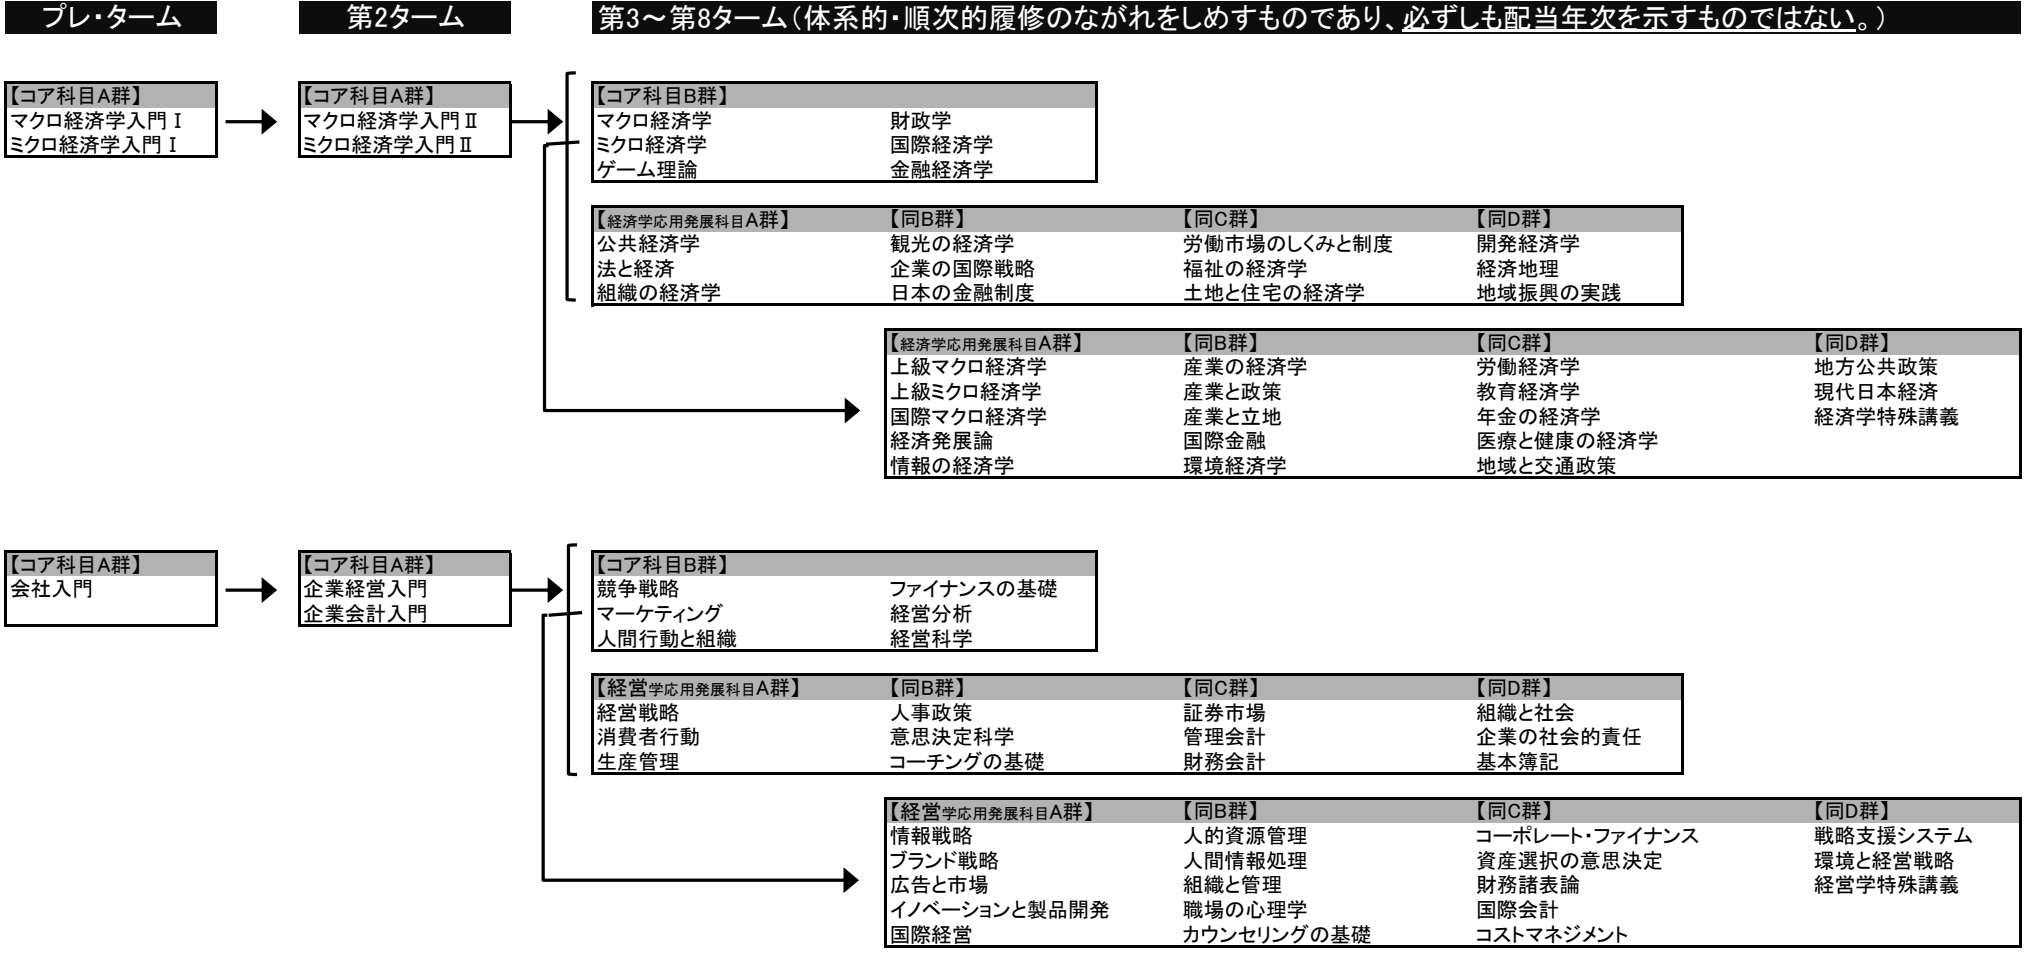 プレ・ターム
第2ターム
第3～第8ターム（体系的・順次的履修のながれをしめすものであり、必ずしも配当年次を示すものではない。）
【コア科目A群】
マクロ経済学入門Ⅰ
ミクロ経済学入門Ⅰ
【コア科目A群】
マクロ経済学入門Ⅱ
ミクロ経済学入門Ⅱ
【コア科目B群】
マクロ経済学 財政学
ミクロ経済学 国際経済学
ゲーム理論 金融経済学
【経済学応用発展科目A群】 【同B群】 【同C群】 【同D群】
公共経済学 観光の経済学 労働市場のしくみと制度 開発経済学
法と経済 企業の国際戦略 福祉の経済学 経済地理
組織の経済学 日本の金融制度 土地と住宅の経済学 地域振興の実践
【経済学応用発展科目A群】 【同B群】 【同C群】 【同D群】
上級マクロ経済学 産業の経済学 労働経済学 地方公共政策
上級ミクロ経済学 産業と政策 教育経済学 現代日本経済
国際マクロ経済学 産業と立地 年金の経済学 経済学特殊講義
経済発展論 国際金融 医療と健康の経済学
情報の経済学 環境経済学 地域と交通政策
【コア科目A群】
会社入門
【コア科目A群】
企業経営入門
企業会計入門
【コア科目B群】
競争戦略 ファイナンスの基礎
マーケティング 経営分析
人間行動と組織 経営科学
【経営学応用発展科目A群】 【同B群】 【同C群】 【同D群】
経営戦略 人事政策 証券市場 組織と社会
消費者行動 意思決定科学 管理会計 企業の社会的責任
生産管理 コーチングの基礎 財務会計 基本簿記
【経営学応用発展科目A群】 【同B群】 【同C群】 【同D群】
情報戦略 人的資源管理 コーポレート・ファイナンス 戦略支援システム
ブランド戦略 人間情報処理 資産選択の意思決定 環境と経営戦略
広告と市場 組織と管理 財務諸表論 経営学特殊講義
イノベーションと製品開発 職場の心理学 国際会計
国際経営 カウンセリングの基礎 コストマネジメント